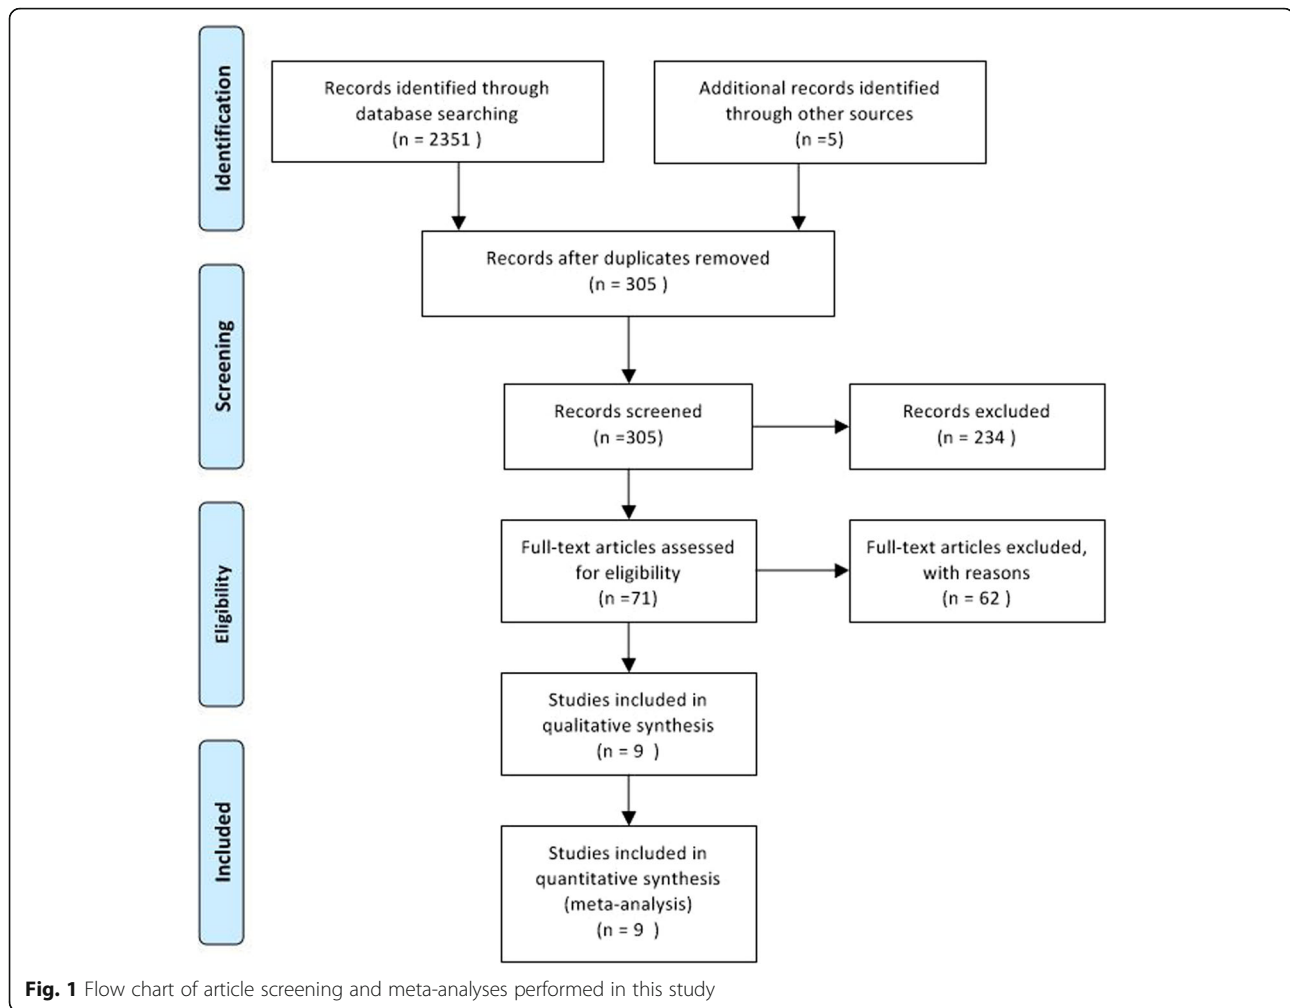 Identification
Records identified through
database searching
(n = 2351 )
Additional records identified
through other sources
(n =5)
Records after duplicates removed
(n = 305 )
Screening
Records screened
(n =305)
Records excluded
(n = 234 )
Eligibility
Full-text articles assessed
for eligibility
(n =71)
Full-text articles excluded,
with reasons
(n = 62 )
Studies included in
qualitative synthesis
(n = 9 )
Included
Studies included in
quantitative synthesis
(meta-analysis)
(n = 9 )
Fig. 1 Flow chart of article screening and meta-analyses performed in this study